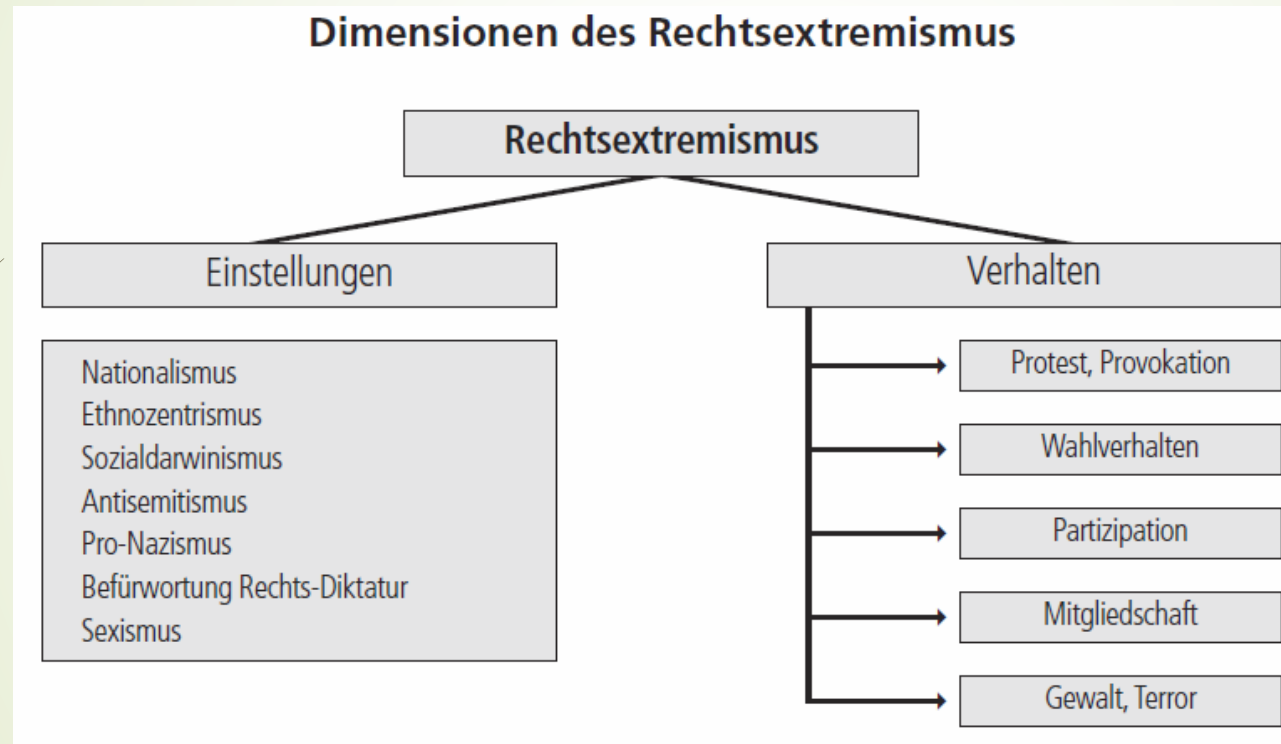 Dimensionen des Rechtsextremismus
Rechtsextremismus
Einstellungen
Nationalismus
Ethnozentrismus
Sozialdarwinismus
Antisemitismus
Pro-Nazismus
Befürwortung Rechts-Diktatur
Sexismus
Verhalten
Protest, Provokation
Wahlverhalten
Partizipation
Mitgliedschaft
Gewalt, Terror